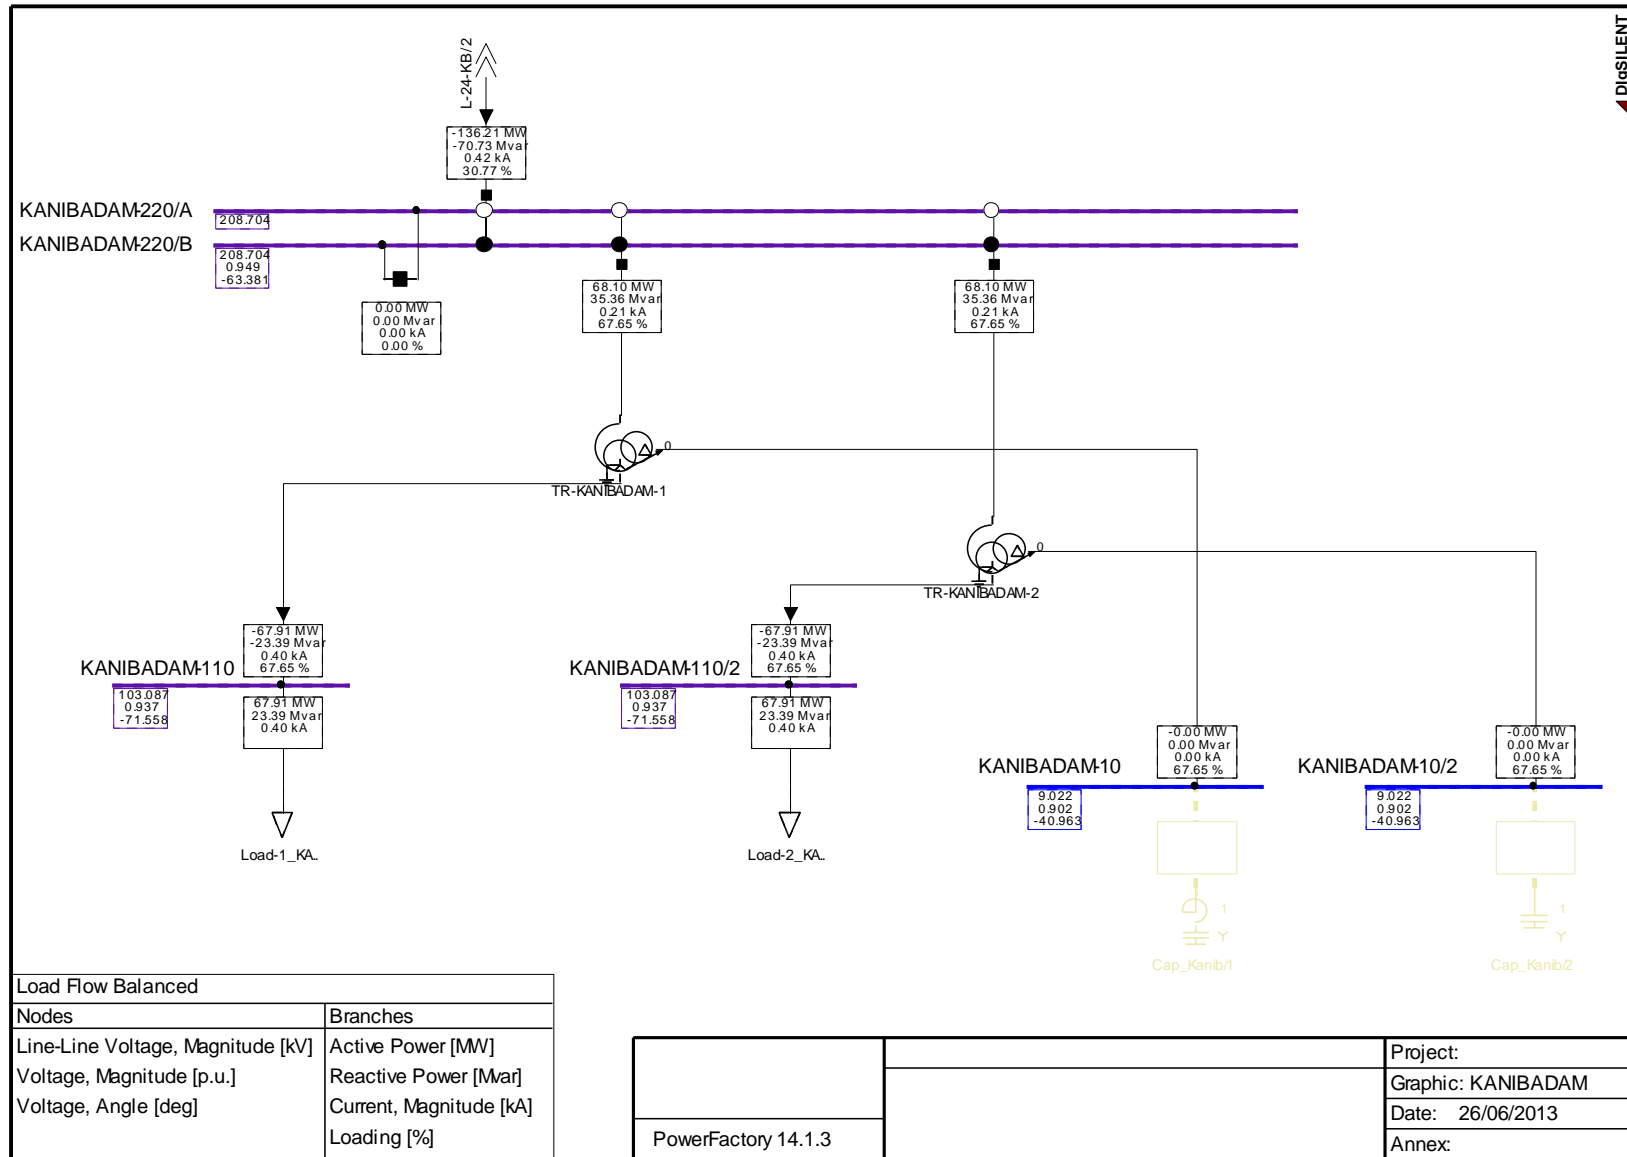 DIgSILENT
L-24-KB/2
-136.21 MW
-70.73 Mvar
0.42 kA
30.77 %
KANIBADAM-220/A
208.704
KANIBADAM-220/B
208.704
0.949
-63.381
0.00 MW
0.00 Mvar
0.00 kA
0.00 %
68.10 MW
35.36 Mvar
0.21 kA
67.65 %
68.10 MW
35.36 Mvar
0.21 kA
67.65 %
0
TR-KANIBADAM-1
0
TR-KANIBADAM-2
-67.91 MW
-23.39 Mvar
0.40 kA
67.65 %
KANIBADAM-110
103.087
0.937
-71.558
67.91 MW
23.39 Mvar
0.40 kA
Load-1_KA..
-67.91 MW
-23.39 Mvar
0.40 kA
67.65 %
KANIBADAM-110/2
103.087
0.937
-71.558
67.91 MW
23.39 Mvar
0.40 kA
Load-2_KA..
-0.00 MW
0.00 Mvar
0.00 kA
67.65 %
KANIBADAM-10
9.022
0.902
-40.963
1
Y
Cap_Kanib/1
-0.00 MW
0.00 Mvar
0.00 kA
67.65 %
KANIBADAM-10/2
9.022
0.902
-40.963
1
Y
Cap_Kanib/2
Load Flow Balanced
Nodes
Line-Line Voltage, Magnitude [kV]
Voltage, Magnitude [p.u.]
Voltage, Angle [deg]
Branches
Active Power [MW]
Reactive Power [Mvar]
Current, Magnitude [kA]
Loading [%]
PowerFactory 14.1.3
Project:
Graphic: KANIBADAM
Date: 26/06/2013
Annex: